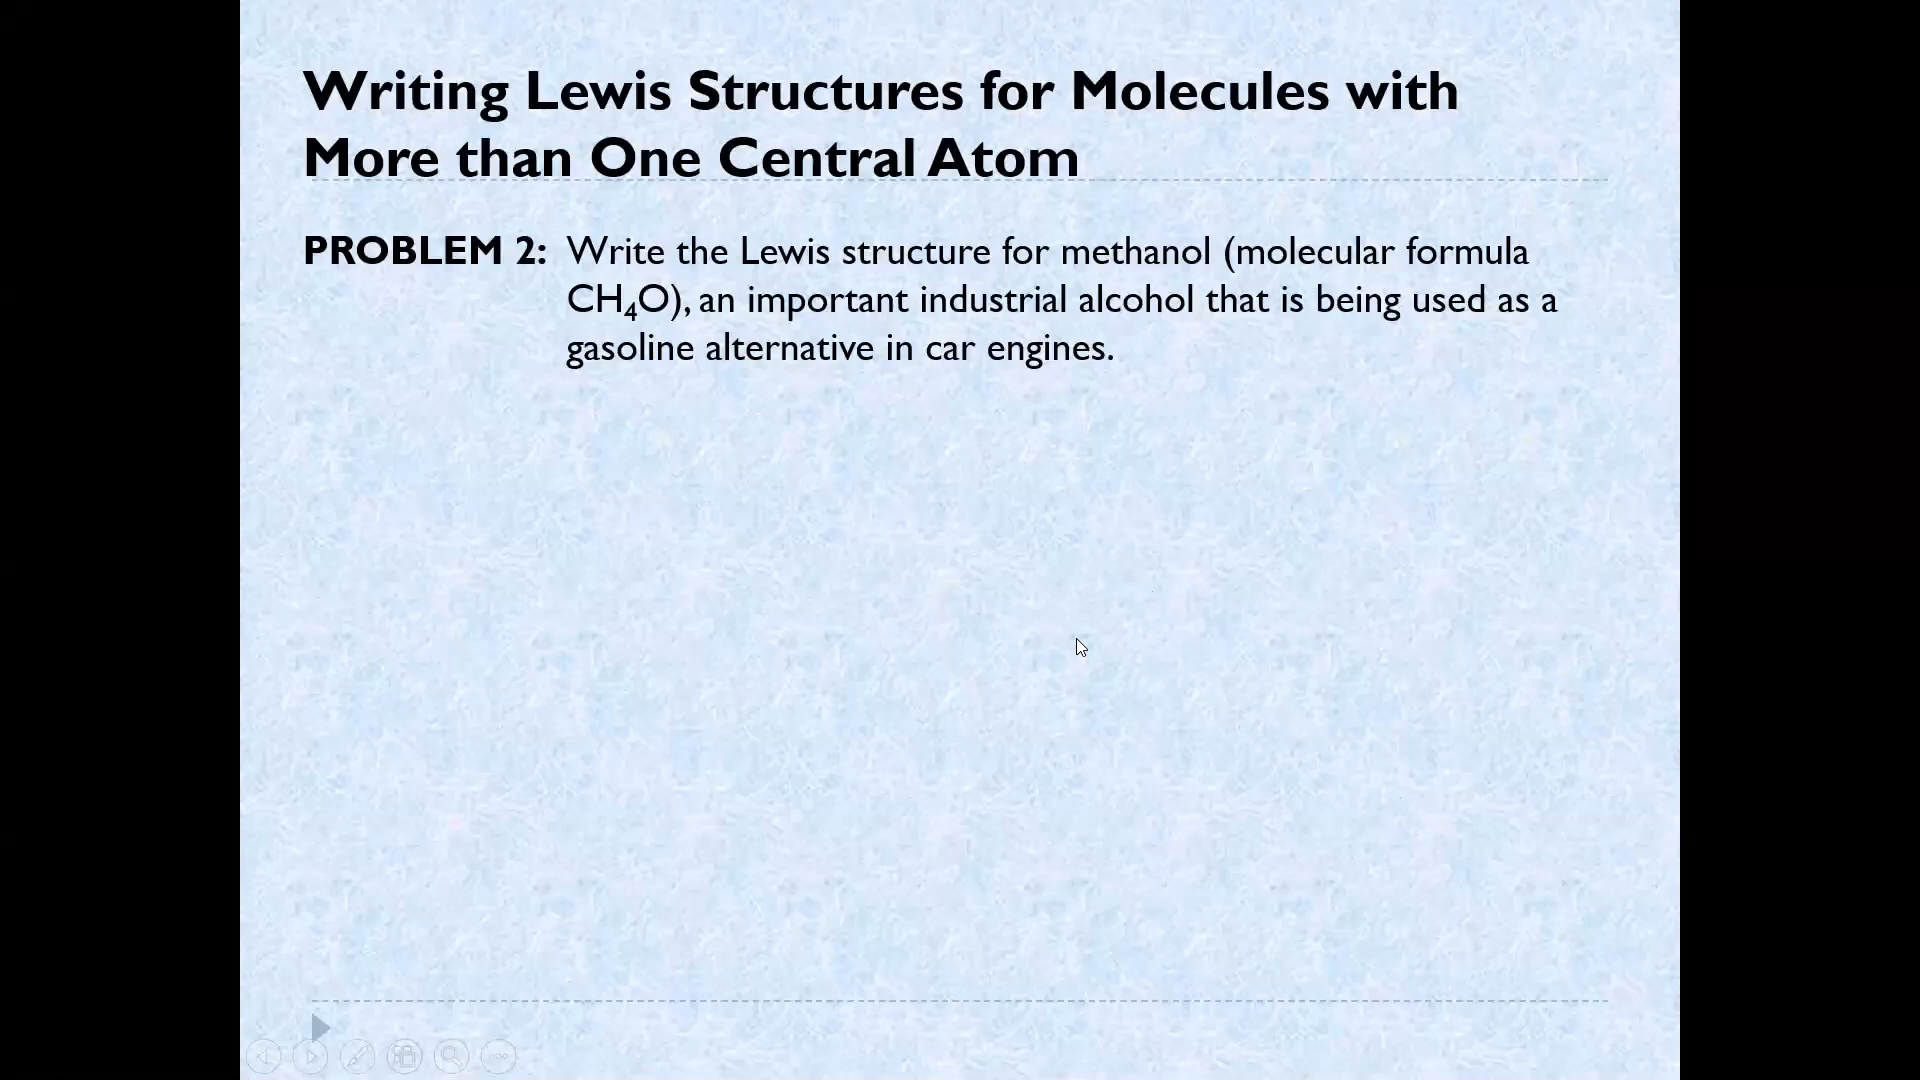 Writing Lewis Structures for Molecules with
More than One Central Atom
PROBLEM 2: Write the Lewis structure for methanol (molecular formula
CH₄O), an important industrial alcohol that is being used as a
gasoline alternative in car engines.